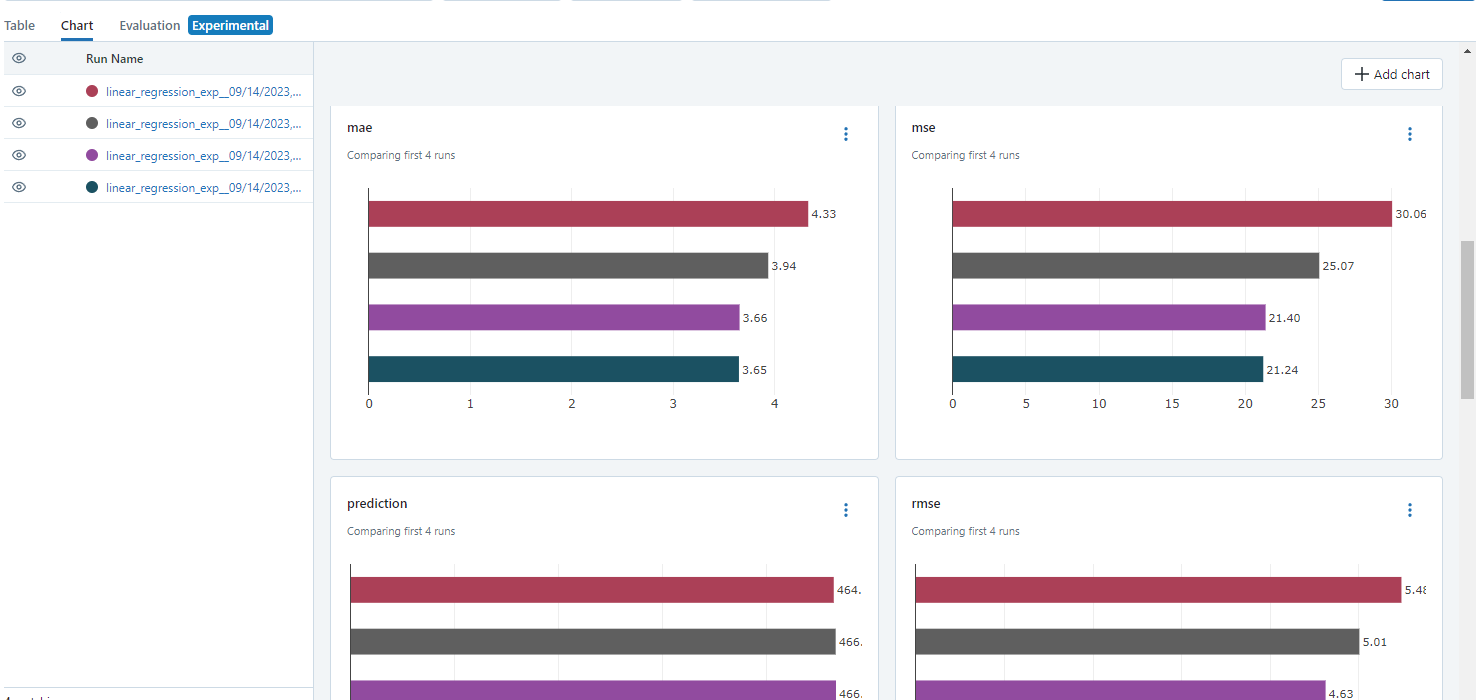 Table Chart Evaluation Experimental
Run Name
linear_regression_exp__09/14/2023,...
linear_regression_exp__09/14/2023,...
linear_regression_exp__09/14/2023,...
linear_regression_exp__09/14/2023,...
Add chart
mae
Comparing first 4 runs
4.33
3.94
3.66
3.65
0 1 2 3 4
mse
Comparing first 4 runs
30.06
25.07
21.40
21.24
0 5 10 15 20 25 30
prediction
Comparing first 4 runs
464.
466.
466.
rmse
Comparing first 4 runs
5.48
5.01
4.63